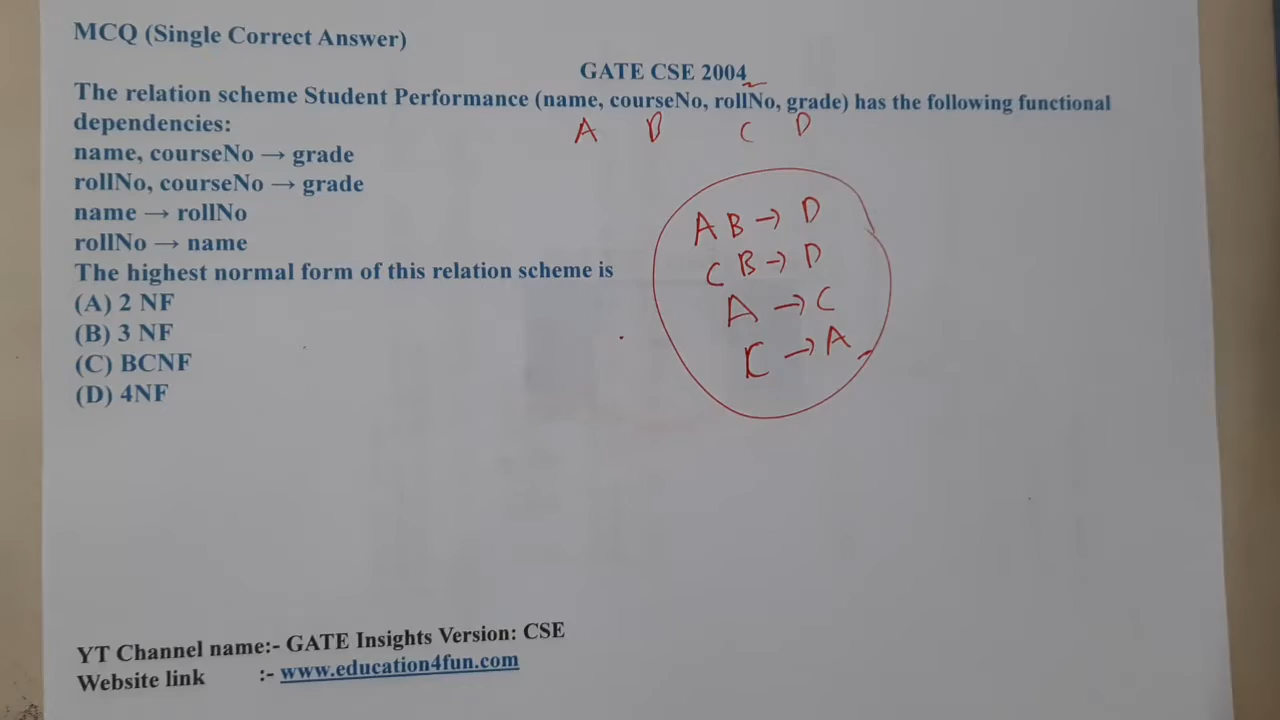 MCQ (Single Correct Answer)
GATE CSE 2004
The relation scheme Student Performance (name, courseNo, rollNo, grade) has the following functional
dependencies:
A B C D
name, courseNo → grade
rollNo, courseNo → grade
name → rollNo
rollNo → name
The highest normal form of this relation scheme is
(A) 2 NF
(B) 3 NF
(C) BCNF
(D) 4NF
A B → D
C B → D
A → C
C → A
YT Channel name:- GATE Insights Version: CSE
Website link :- www.education4fun.com